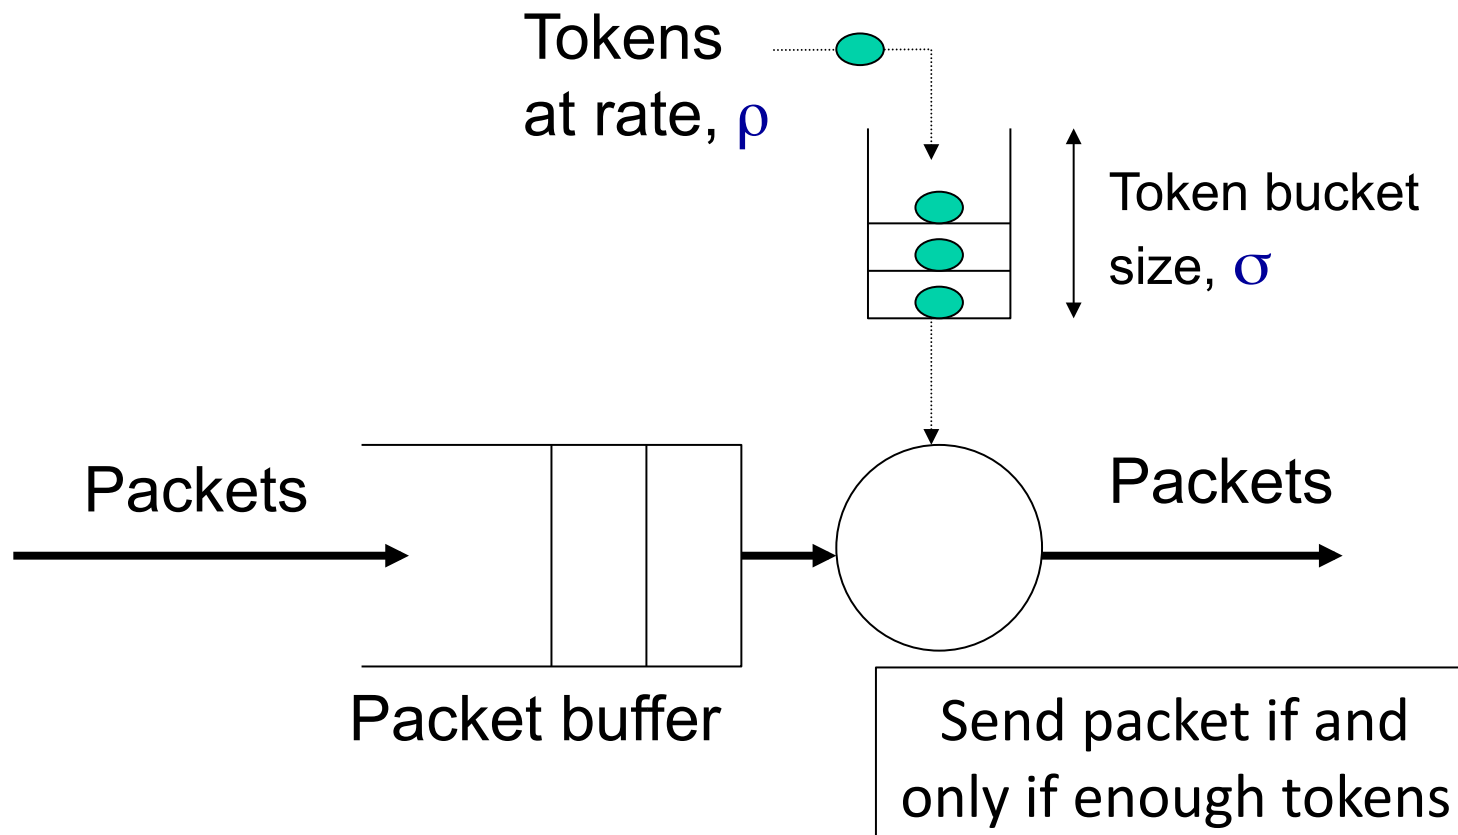 Tokens
at rate, ρ
Token bucket
size, σ
Packets
Packets
Packet buffer
Send packet if and
only if enough tokens